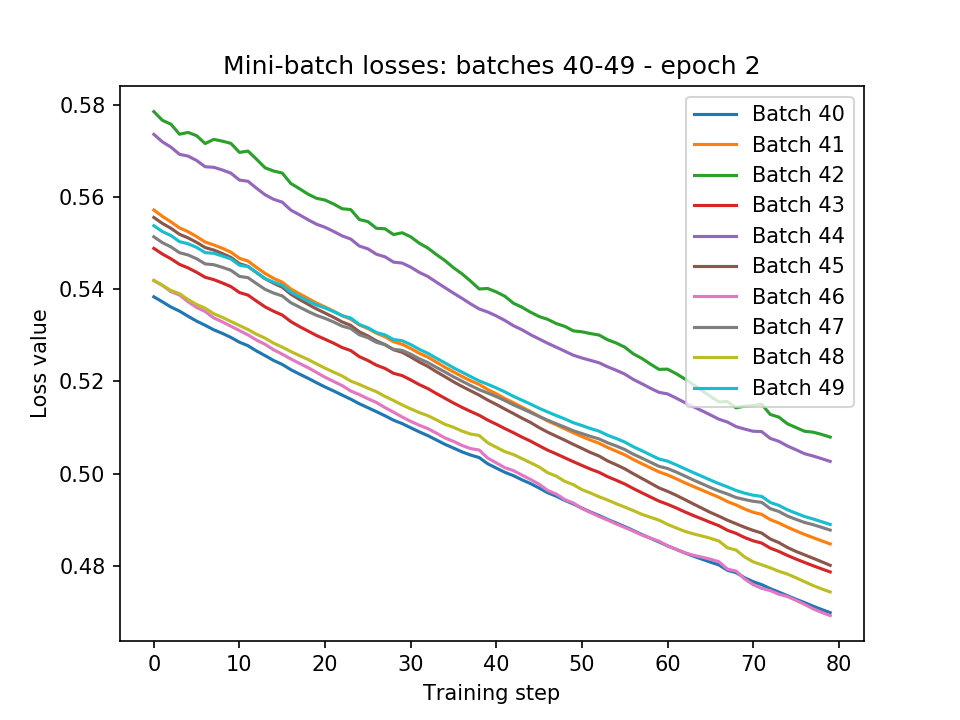 Mini-batch losses: batches 40-49 - epoch 2
0.58
0.56
0.54
0.52
0.50
0.48
Loss value
Batch 40
Batch 41
Batch 42
Batch 43
Batch 44
Batch 45
Batch 46
Batch 47
Batch 48
Batch 49
0 10 20 30 40 50 60 70 80
Training step